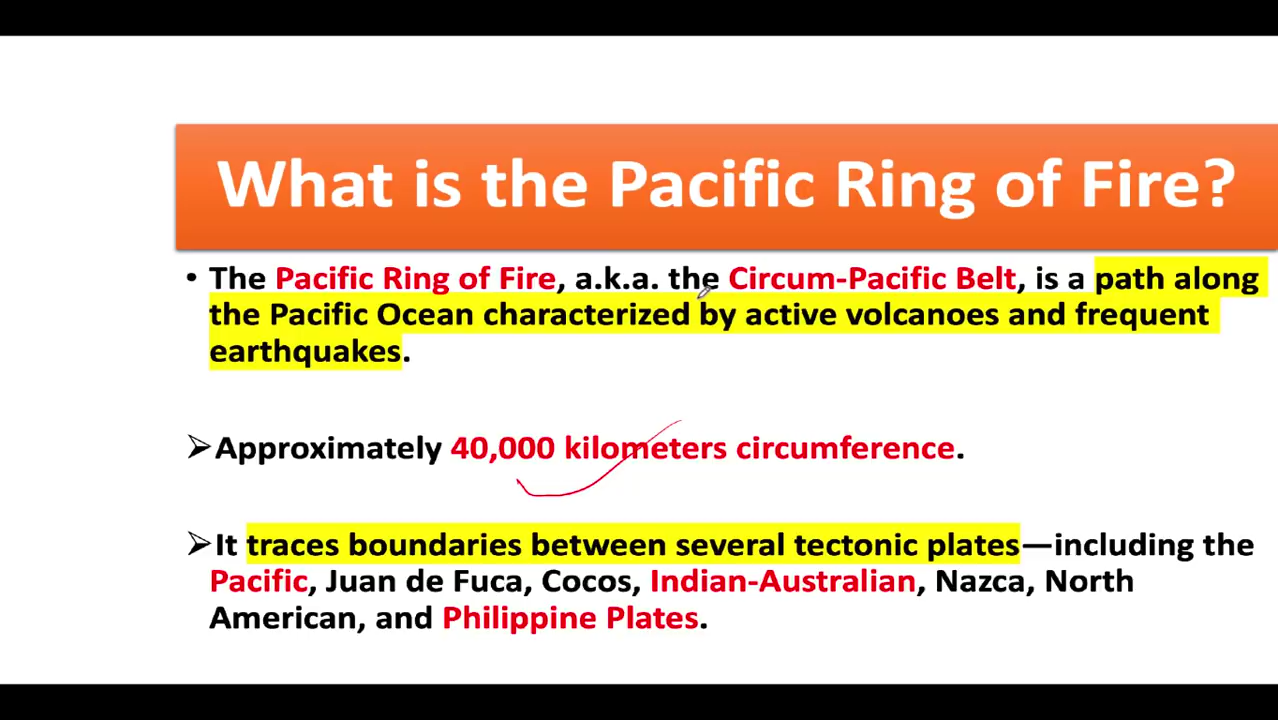 What is the Pacific Ring of Fire?
• The Pacific Ring of Fire, a.k.a. the Circum-Pacific Belt, is a path along
the Pacific Ocean characterized by active volcanoes and frequent
earthquakes.
➢Approximately 40,000 kilometers circumference.
➢It traces boundaries between several tectonic plates—including the
Pacific, Juan de Fuca, Cocos, Indian-Australian, Nazca, North
American, and Philippine Plates.